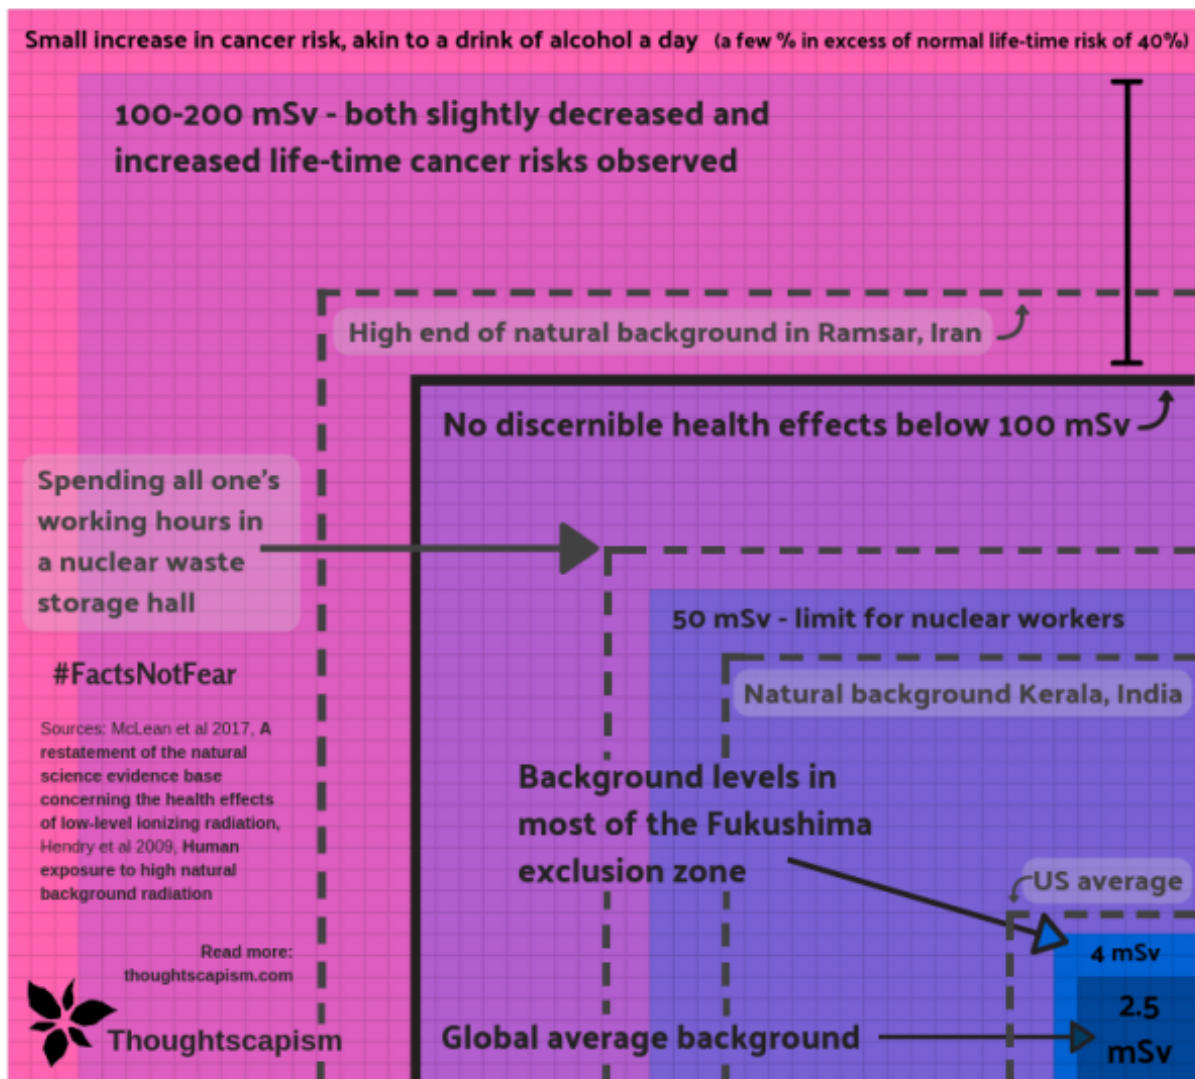 Small increase in cancer risk, akin to a drink of alcohol a day (a few % in excess of normal life-time risk of 40%)
100-200 mSv - both slightly decreased and
increased life-time cancer risks observed
High end of natural background in Ramsar, Iran
No discernible health effects below 100 mSv
Spending all one's
working hours in
a nuclear waste
storage hall
50 mSv - limit for nuclear workers
Natural background Kerala, India
#FactsNotFear
Sources: McLean et al 2017, A
restatement of the natural
science evidence base
concerning the health effects
of low-level ionizing radiation,
Hendry et al 2009, Human
exposure to high natural
background radiation
Background levels in
most of the Fukushima
exclusion zone
US average
4 mSv
Read more:
thoughtscapism.com
Thoughtscapism
Global average background
2.5
mSv